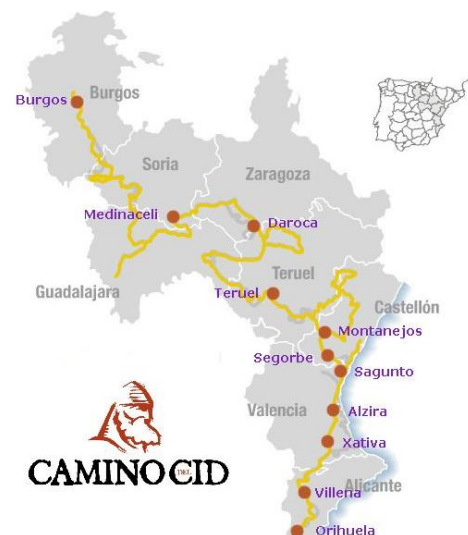 Burgos
Burgos
Soria
Zaragoza
Medinaceli
Daroca
Guadalajara
Teruel
Teruel
Castellón
Montanejos
Segorbe
Sagunto
Valencia
Alzira
Xativa
CAMINO DEL CID
Villena
Alicante
Orihuela